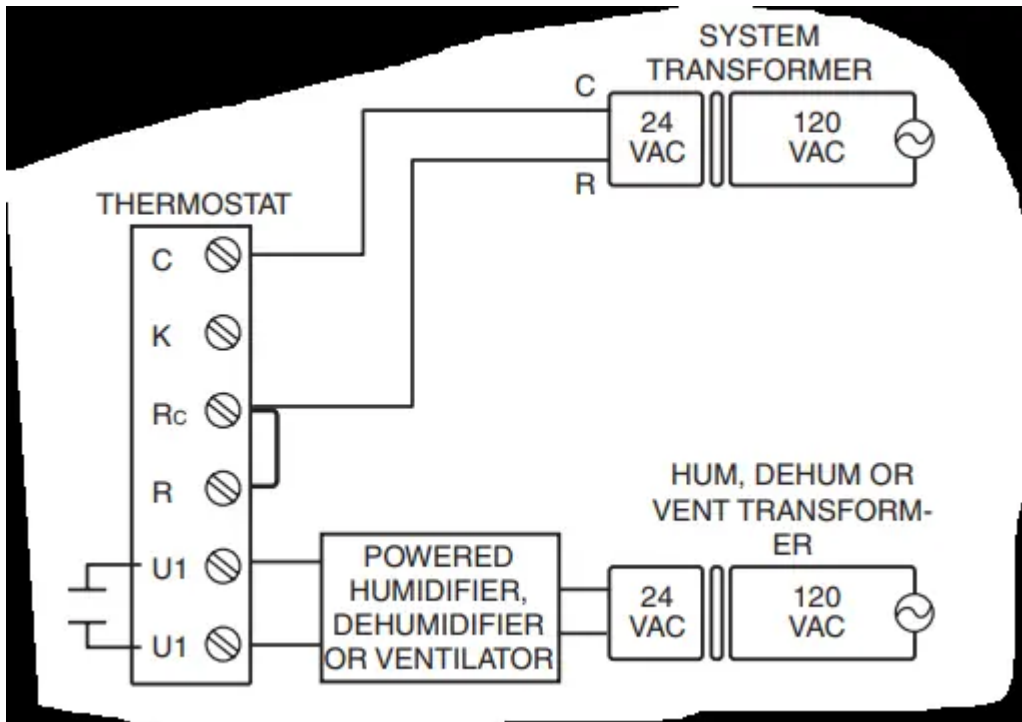 SYSTEM
TRANSFORMER
C
24
VAC
120
VAC
R
THERMOSTAT
C
K
Rc
R
U1
U1
HUM, DEHUM OR
VENT TRANSFORM-
ER
POWERED
HUMIDIFIER,
DEHUMIDIFIER
OR VENTILATOR
24
VAC
120
VAC